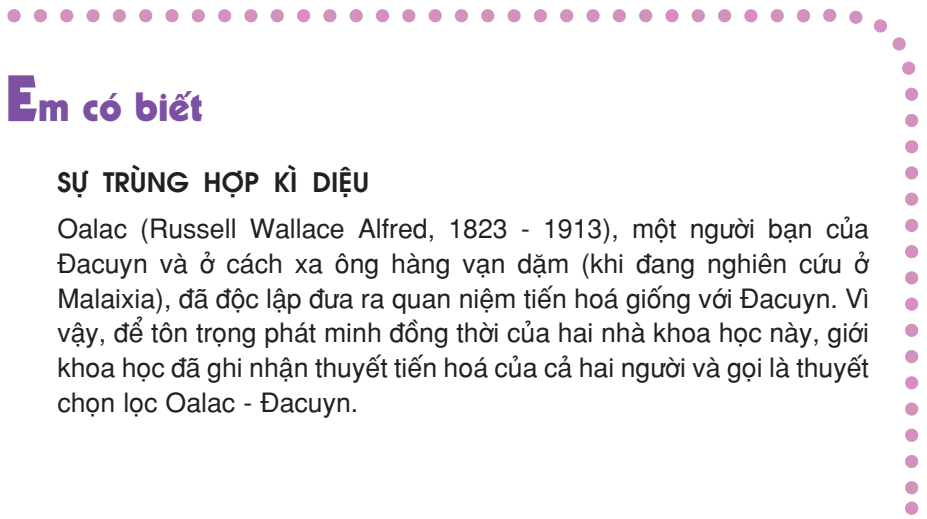 Em có biết
SỰ TRÙNG HỢP KÌ DIỆU
Oalac (Russell Wallace Alfred, 1823 - 1913), một người bạn của
Đacuyn và ở cách xa ông hàng vạn dặm (khi đang nghiên cứu ở
Malaixia), đã độc lập đưa ra quan niệm tiến hoá giống với Đacuyn. Vì
vậy, để tôn trọng phát minh đồng thời của hai nhà khoa học này, giới
khoa học đã ghi nhận thuyết tiến hoá của cả hai người và gọi là thuyết
chọn lọc Oalac - Đacuyn.